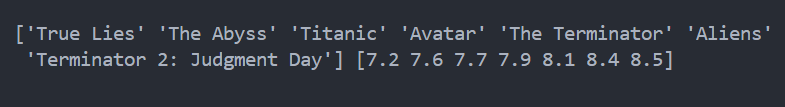 ['True Lies' 'The Abyss' 'Titanic' 'Avatar' 'The Terminator' 'Aliens'
'Terminator 2: Judgment Day'] [7.2 7.6 7.7 7.9 8.1 8.4 8.5]